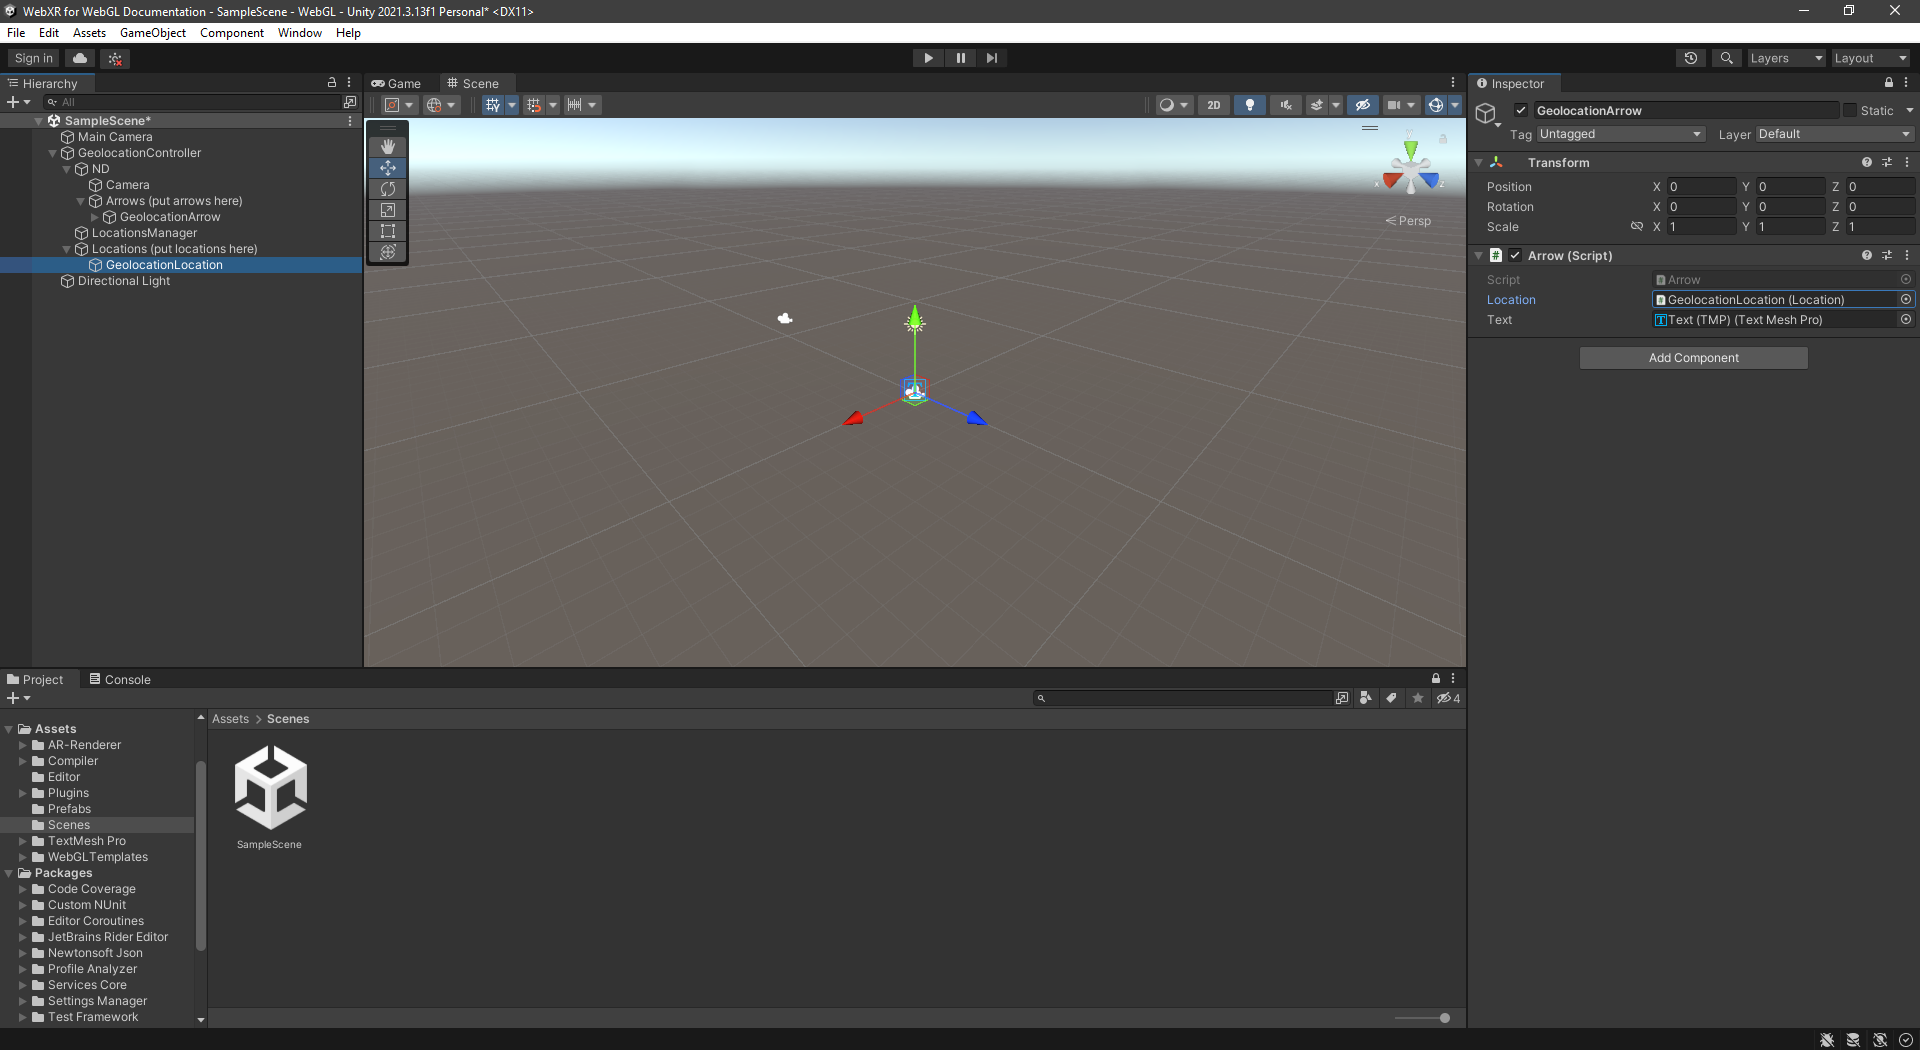 WebXR for WebGL Documentation - SampleScene - WebGL - Unity 2021.3.13f1 Personal* <DX11>
File Edit Assets GameObject Component Window Help
Sign in
Layers Layout
Hierarchy
All
SampleScene*
Main Camera
GeolocationController
ND
Camera
Arrows (put arrows here)
GeolocationArrow
LocationsManager
Locations (put locations here)
GeolocationLocation
Directional Light
Game Scene
2D
y
x z
< Persp
Inspector
GeolocationArrow Static
Tag Untagged Layer Default
Transform
Position X 0 Y 0 Z 0
Rotation X 0 Y 0 Z 0
Scale X 1 Y 1 Z 1
# Arrow (Script)
Script Arrow
Location GeolocationLocation (Location)
Text Text (TMP) (Text Mesh Pro)
Add Component
Project Console
4
Assets
AR-Renderer
Compiler
Editor
Plugins
Prefabs
Scenes
TextMesh Pro
WebGLTemplates
Packages
Code Coverage
Custom NUnit
Editor Coroutines
JetBrains Rider Editor
Newtonsoft Json
Profile Analyzer
Services Core
Settings Manager
Test Framework
Assets > Scenes
SampleScene